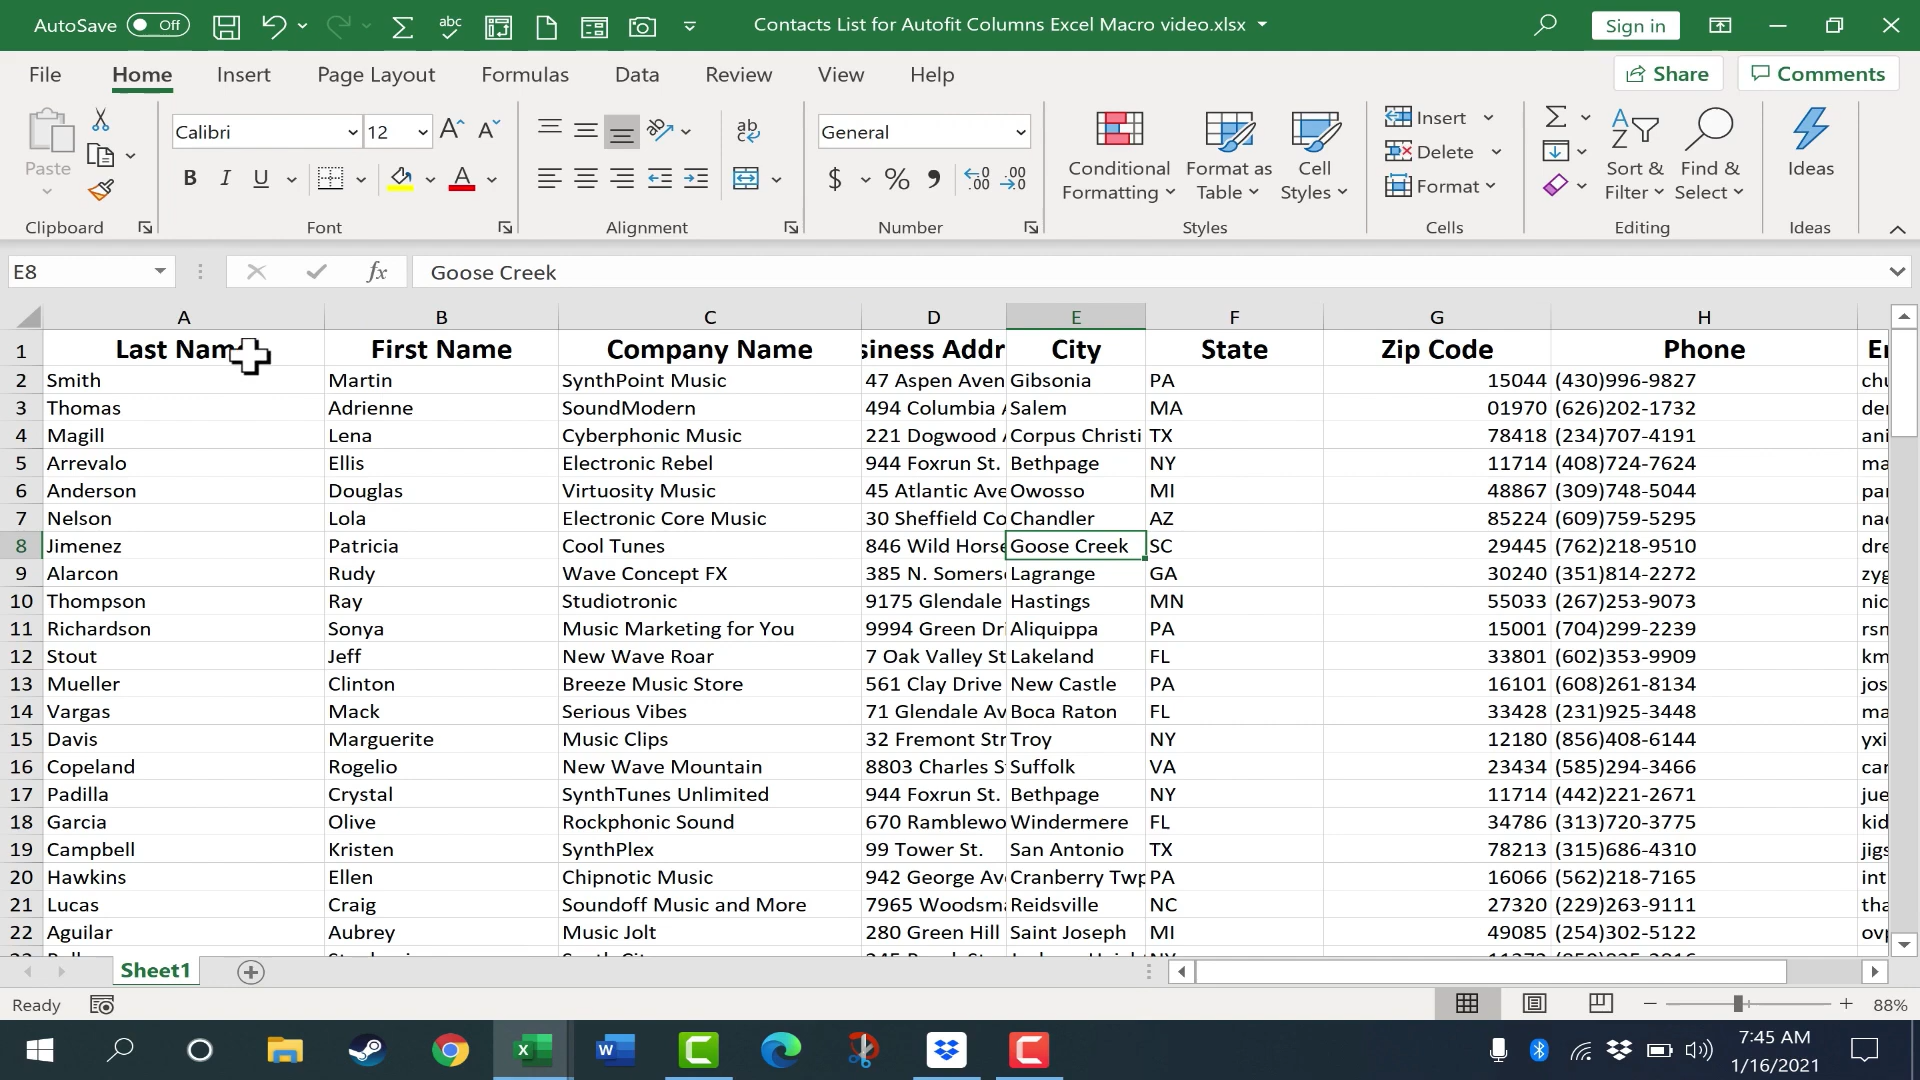 AutoSave Off abc Contacts List for Autofit Columns Excel Macro video.xlsx Sign in
File Home Insert Page Layout Formulas Data Review View Help Share Comments
Paste Calibri 12 General Conditional Formatting Format as Table Cell Styles Insert Delete Format Sort & Filter Find & Select Ideas
Clipboard Font Alignment Number Styles Cells Editing Ideas
E8 fx Goose Creek
A B C D E F G H
1 Last Name First Name Company Name siness Addr City State Zip Code Phone
2 Smith Martin SynthPoint Music 47 Aspen Aven Gibsonia PA 15044 (430)996-9827
3 Thomas Adrienne SoundModern 494 Columbia Salem MA 01970 (626)202-1732
4 Magill Lena Cyberphonic Music 221 Dogwood Corpus Christi TX 78418 (234)707-4191 ani
5 Arrevalo Ellis Electronic Rebel 944 Foxrun St. Bethpage NY 11714 (408)724-7624 ma
6 Anderson Douglas Virtuosity Music 45 Atlantic Ave Owosso MI 48867 (309)748-5044
7 Nelson Lola Electronic Core Music 30 Sheffield Co Chandler AZ 85224 (609)759-5295
8 Jimenez Patricia Cool Tunes 846 Wild Horse Goose Creek SC 29445 (762)218-9510 dre
9 Alarcon Rudy Wave Concept FX 385 N. Somers Lagrange GA 30240 (351)814-2272
10 Thompson Ray Studiotronic 9175 Glendale Hastings MN 55033 (267)253-9073 nic
11 Richardson Sonya Music Marketing for You 9994 Green Dri Aliquippa PA 15001 (704)299-2239
12 Stout Jeff New Wave Roar 7 Oak Valley St Lakeland FL 33801 (602)353-9909
13 Mueller Clinton Breeze Music Store 561 Clay Drive New Castle PA 16101 (608)261-8134 jos
14 Vargas Mack Serious Vibes 71 Glendale Av Boca Raton FL 33428 (231)925-3448 ma
15 Davis Marguerite Music Clips 32 Fremont Str Troy NY 12180 (856)408-6144 yxi
16 Copeland Rogelio New Wave Mountain 8803 Charles S Suffolk VA 23434 (585)294-3466
17 Padilla Crystal SynthTunes Unlimited 944 Foxrun St. Bethpage NY 11714 (442)221-2671 jue
18 Garcia Olive Rockphonic Sound 670 Ramblewo Windermere FL 34786 (313)720-3775 kid
19 Campbell Kristen SynthPlex 99 Tower St. San Antonio TX 78213 (315)686-4310 jigs
20 Hawkins Ellen Chipnotic Music 942 George Av Cranberry Twp PA 16066 (562)218-7165 int
21 Lucas Craig Soundoff Music and More 7965 Woodsma Reidsville NC 27320 (229)263-9111 tha
22 Aguilar Aubrey Music Jolt 280 Green Hill Saint Joseph MI 49085 (254)302-5122
Sheet1
Ready 88%
7:45 AM
1/16/2021